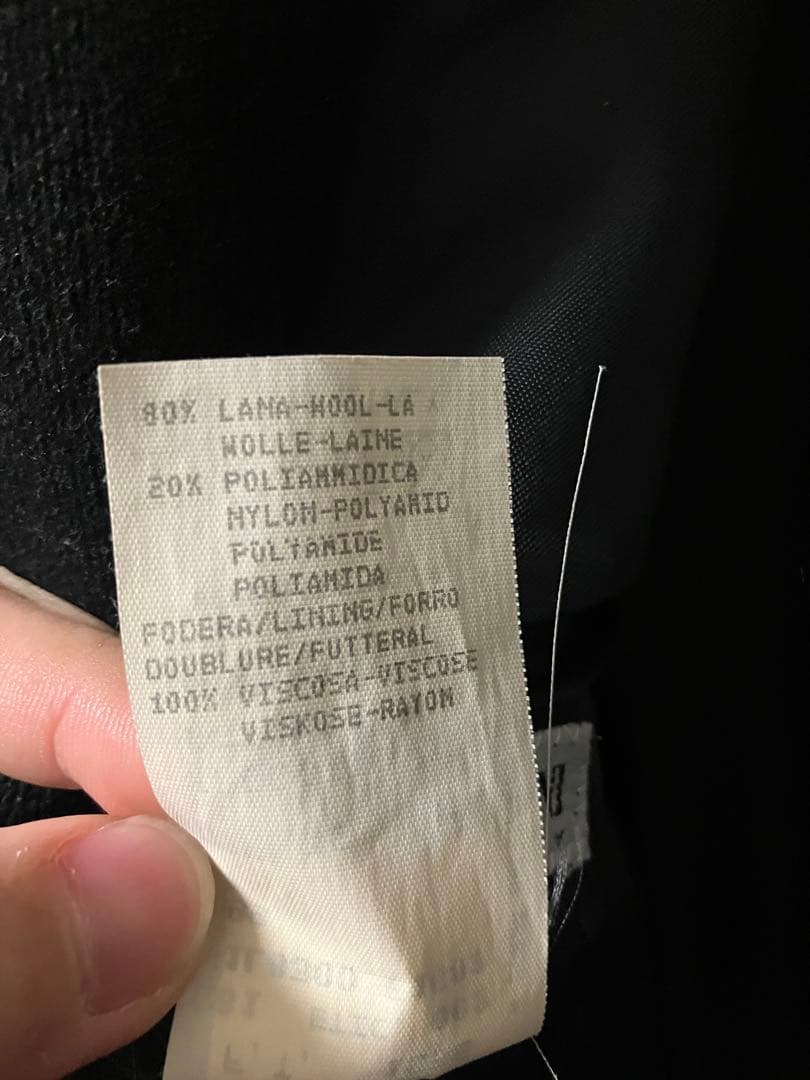 80% LANA-WOOL-LA
WOLLE-LAINE
20% POLIAMMIDICA
NYLON-POLYAMID
POLYAMIDE
POLIAMIDA
FODERA/LINING/FORRO
DOUBLURE/FUTTERAL
100% VISCOSA-VISCOSE
VISKOSE-RAYON